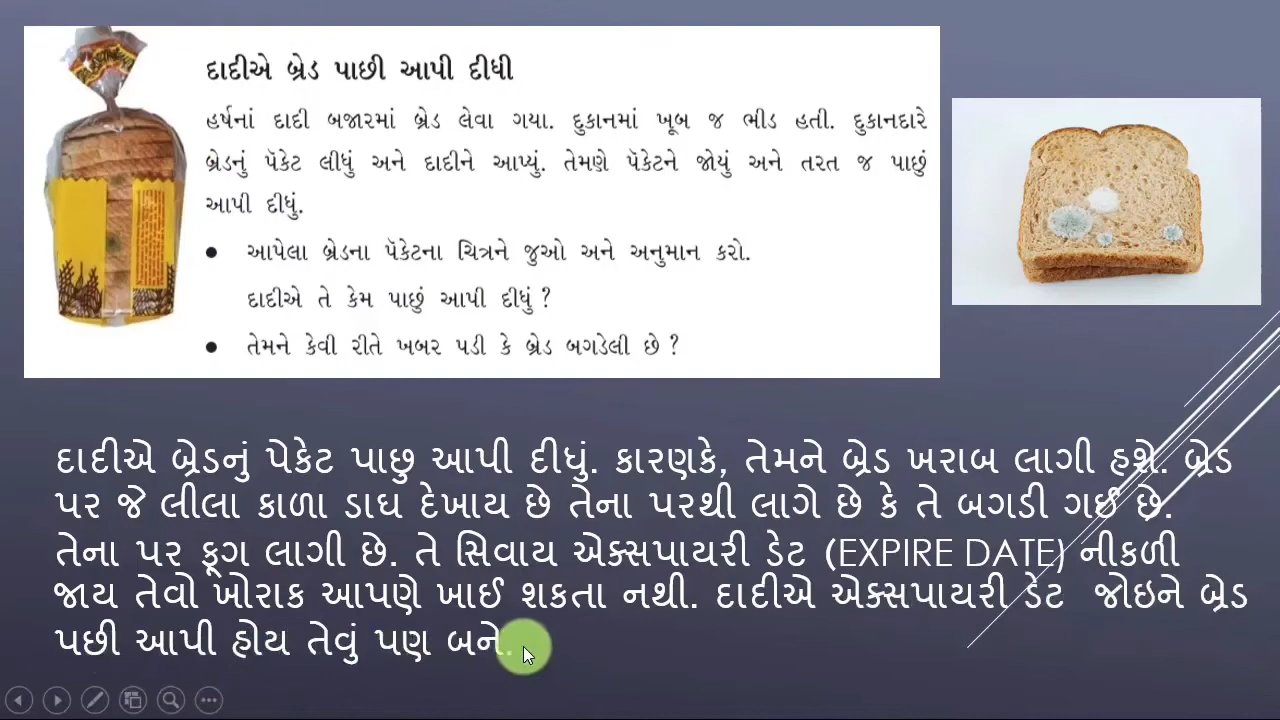 દાદીએ બ્રેડ પાછી આપી દીધી
હર્ષનાં દાદી બજારમાં બ્રેડ લેવા ગયા. દુકાનમાં ખૂબ જ ભીડ હતી. દુકાનદારે
બ્રેડનું પૅકેટ લીધું અને દાદીને આપ્યું. તેમણે પૅકેટને જોયું અને તરત જ પાછું
આપી દીધું.
● આપેલા બ્રેડના પૅકેટના ચિત્રને જુઓ અને અનુમાન કરો.
દાદીએ તે કેમ પાછું આપી દીધું ?
● તેમને કેવી રીતે ખબર પડી કે બ્રેડ બગડેલી છે ?
દાદીએ બ્રેડનું પેકેટ પાછુ આપી દીધું. કારણકે, તેમને બ્રેડ ખરાબ લાગી હશે. બ્રેડ
પર જે લીલા કાળા ડાઘ દેખાય છે તેના પરથી લાગે છે કે તે બગડી ગઈ છે.
તેના પર ફૂગ લાગી છે. તે સિવાય એક્સપાયરી ડેટ (EXPIRE DATE) નીકળી
જાય તેવો ખોરાક આપણે ખાઈ શકતા નથી. દાદીએ એક્સપાયરી ડેટ જોઇને બ્રેડ
પછી આપી હોય તેવું પણ બને.